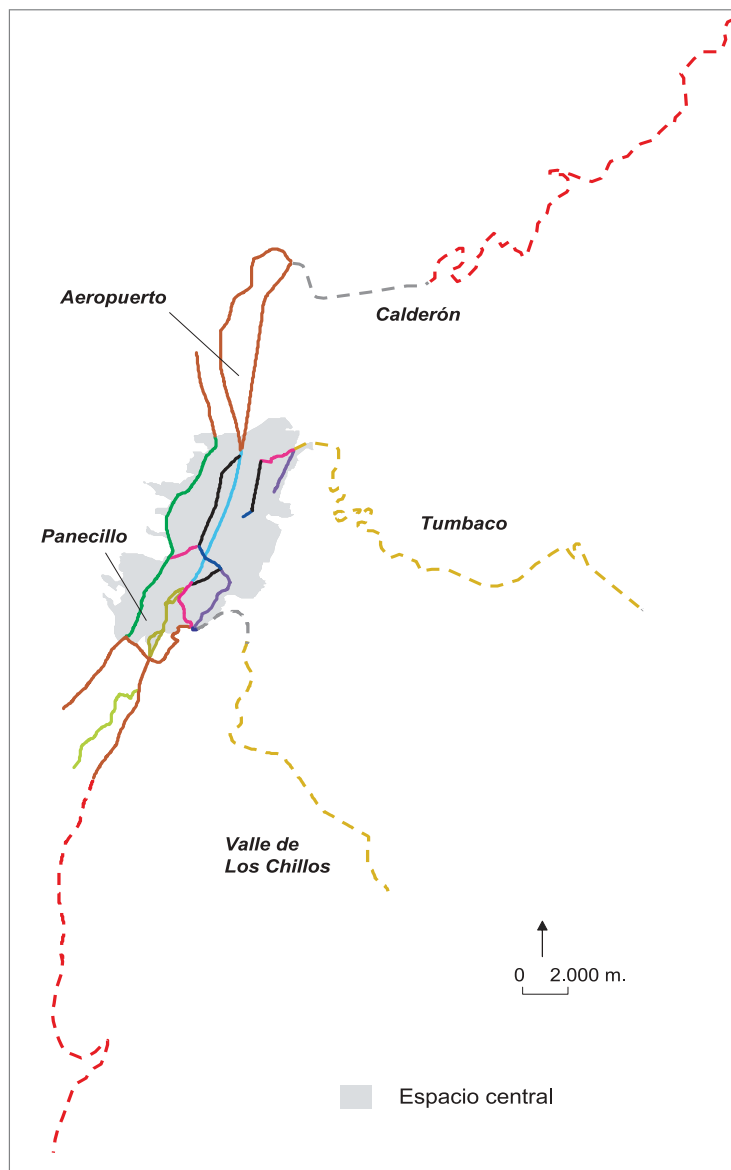 Aeropuerto
Calderón
Tumbaco
Panecillo
Valle de
Los Chillos
0 2.000 m.
Espacio central